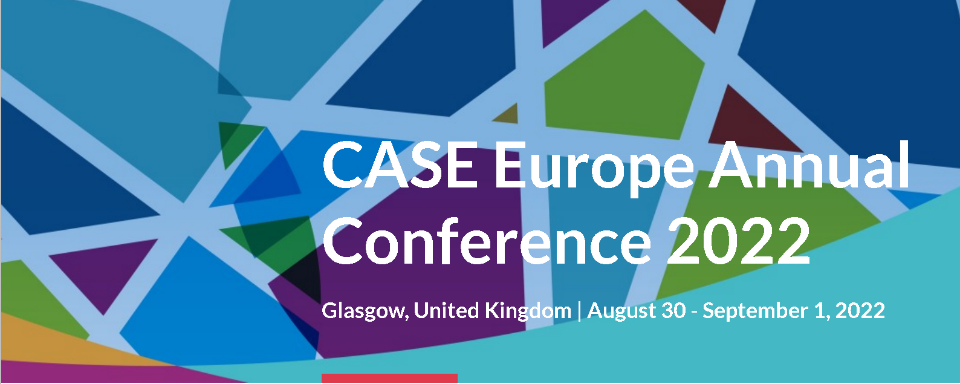 CASE Europe Annual
Conference 2022
Glasgow, United Kingdom | August 30 - September 1, 2022